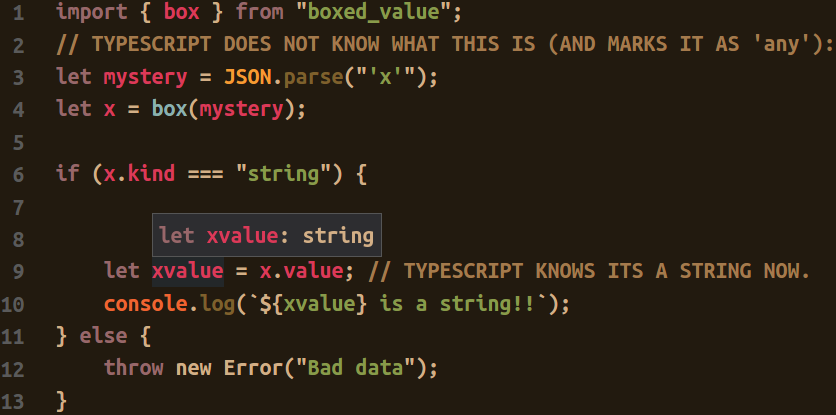 1 import { box } from "boxed_value";
2 // TYPESCRIPT DOES NOT KNOW WHAT THIS IS (AND MARKS IT AS 'any'):
3 let mystery = JSON.parse("'x'");
4 let x = box(mystery);
5
6 if (x.kind === "string") {
7
8 let xvalue: string
9 let xvalue = x.value; // TYPESCRIPT KNOWS ITS A STRING NOW.
10 console.log(`${xvalue} is a string!!`);
11 } else {
12 throw new Error("Bad data");
13 }